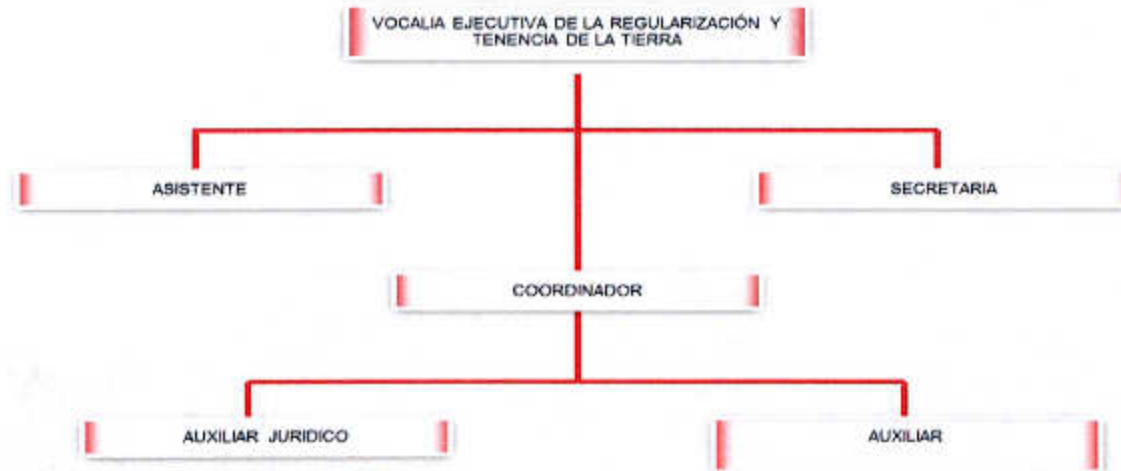 VOCALIA EJECUTIVA DE LA REGULARIZACIÓN Y
TENENCIA DE LA TIERRA
ASISTENTE
SECRETARIA
COORDINADOR
AUXILIAR JURIDICO
AUXILIAR